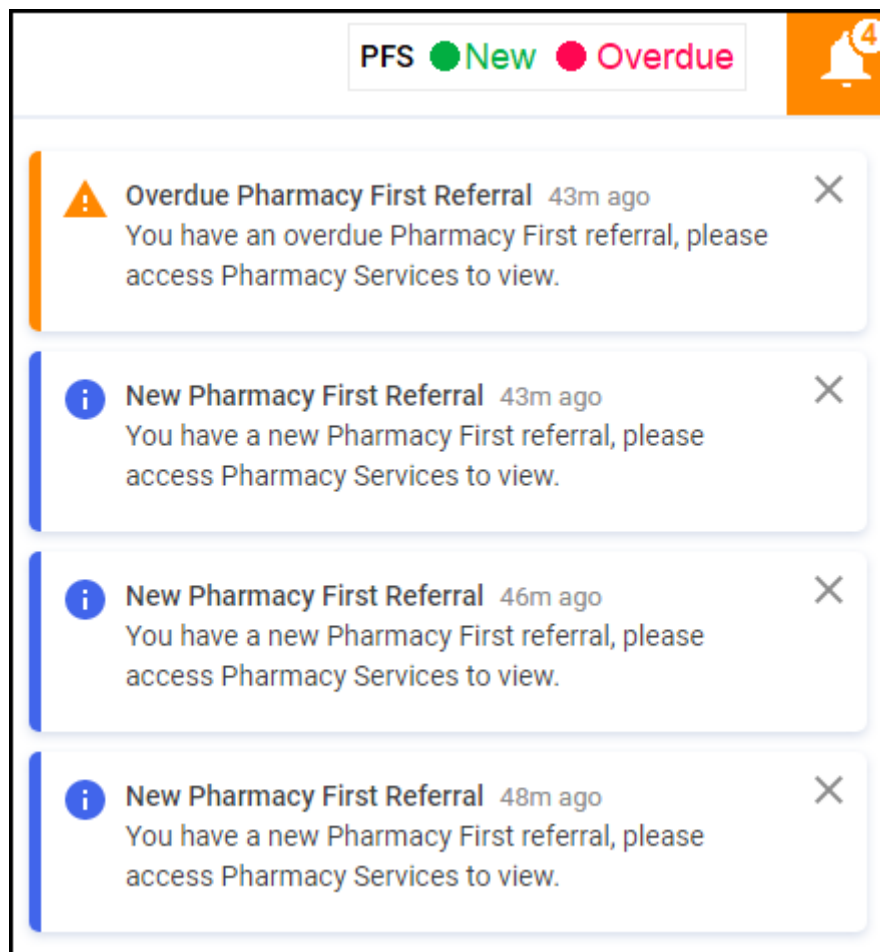 PFS New Overdue
4
Overdue Pharmacy First Referral 43m ago
You have an overdue Pharmacy First referral, please
access Pharmacy Services to view.
New Pharmacy First Referral 43m ago
You have a new Pharmacy First referral, please
access Pharmacy Services to view.
New Pharmacy First Referral 46m ago
You have a new Pharmacy First referral, please
access Pharmacy Services to view.
New Pharmacy First Referral 48m ago
You have a new Pharmacy First referral, please
access Pharmacy Services to view.